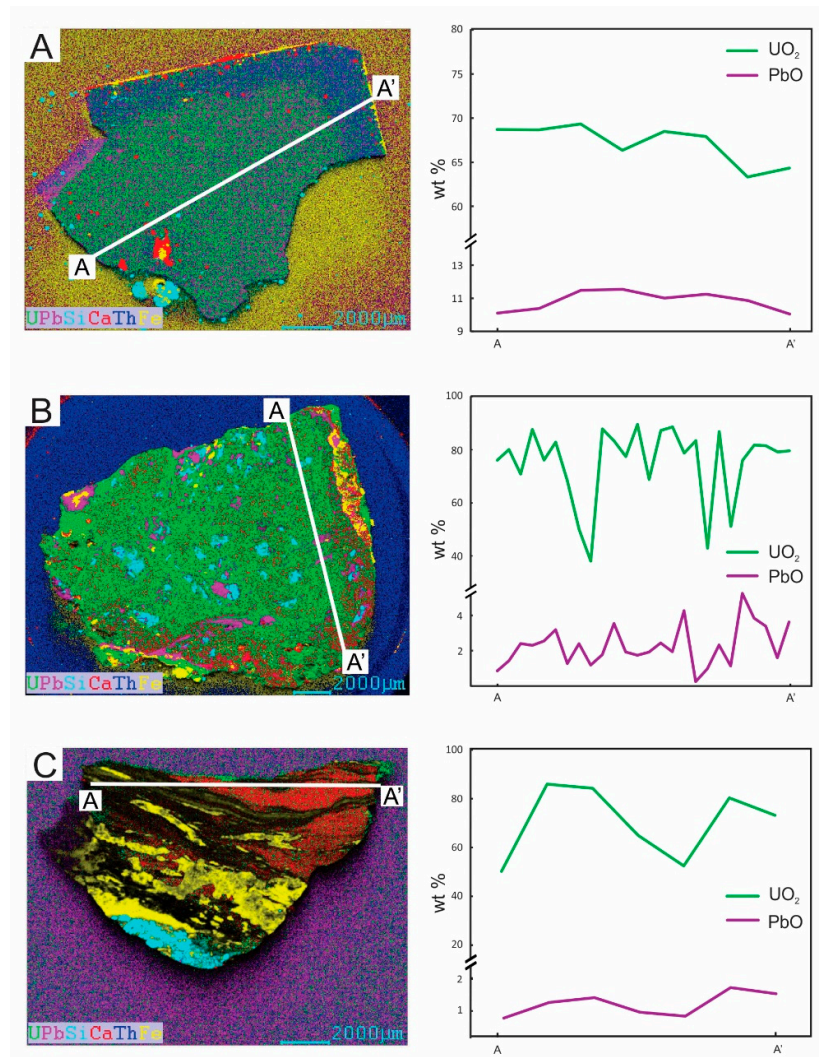 A
A'
A
UPbSiCaThFe
2000µm
80
75
70
65
60
13
11
9
wt %
UO2
PbO
A
A'
B
A
A'
UPbSiCaThFe
2000µm
100
80
60
40
4
2
wt %
UO2
PbO
A
A'
C
A
A'
UPbSiCaThFe
2000µm
100
80
60
40
20
2
1
wt %
UO2
PbO
A
A'